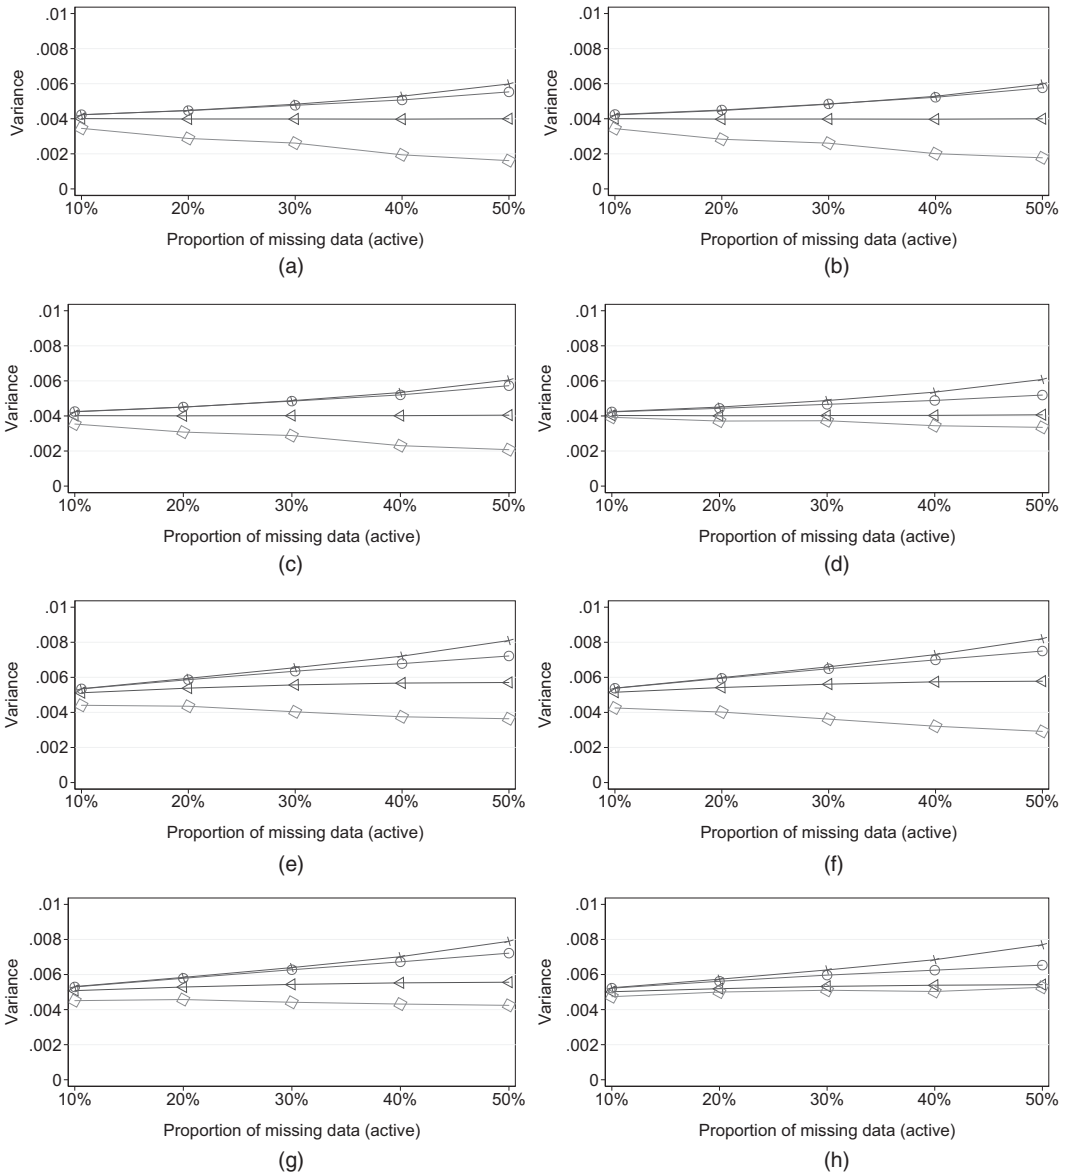 .01
.008
.006
.004
.002
0
Variance
10% 20% 30% 40% 50%
Proportion of missing data (active)
(a)
.01
.008
.006
.004
.002
0
Variance
10% 20% 30% 40% 50%
Proportion of missing data (active)
(b)
.01
.008
.006
.004
.002
0
Variance
10% 20% 30% 40% 50%
Proportion of missing data (active)
(c)
.01
.008
.006
.004
.002
0
Variance
10% 20% 30% 40% 50%
Proportion of missing data (active)
(d)
.01
.008
.006
.004
.002
0
Variance
10% 20% 30% 40% 50%
Proportion of missing data (active)
(e)
.01
.008
.006
.004
.002
0
Variance
10% 20% 30% 40% 50%
Proportion of missing data (active)
(f)
.01
.008
.006
.004
.002
0
Variance
10% 20% 30% 40% 50%
Proportion of missing data (active)
(g)
.01
.008
.006
.004
.002
0
Variance
10% 20% 30% 40% 50%
Proportion of missing data (active)
(h)